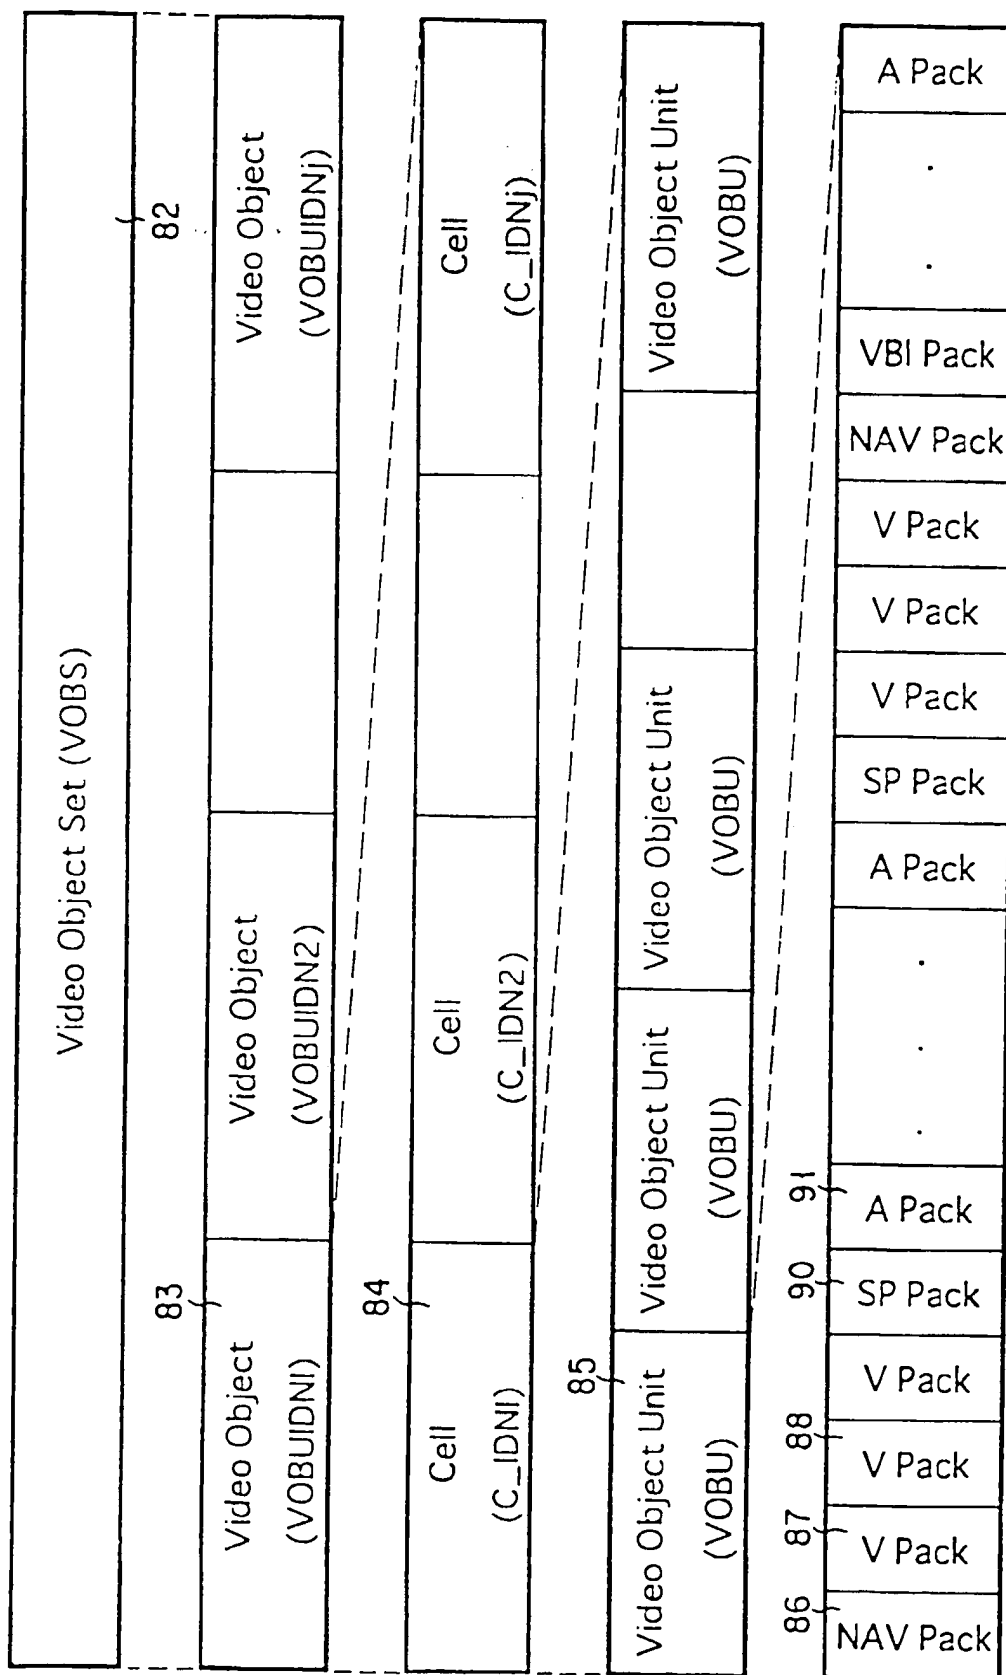 Video Object Set (VOBS)
82
83
Video Object
(VOBUIDN1)
Video Object
(VOBUIDN2)
Video Object
(VOBUIDNj)
84
Cell
(C_IDN1)
Cell
(C_IDN2)
Cell
(C_IDNj)
85
Video Object Unit
(VOBU)
Video Object Unit
(VOBU)
Video Object Unit
(VOBU)
Video Object Unit
(VOBU)
86
87
88
90
91
NAV Pack
V Pack
V Pack
V Pack
SP Pack
A Pack
. . .
A Pack
SP Pack
V Pack
V Pack
V Pack
NAV Pack
VBI Pack
. .
A Pack